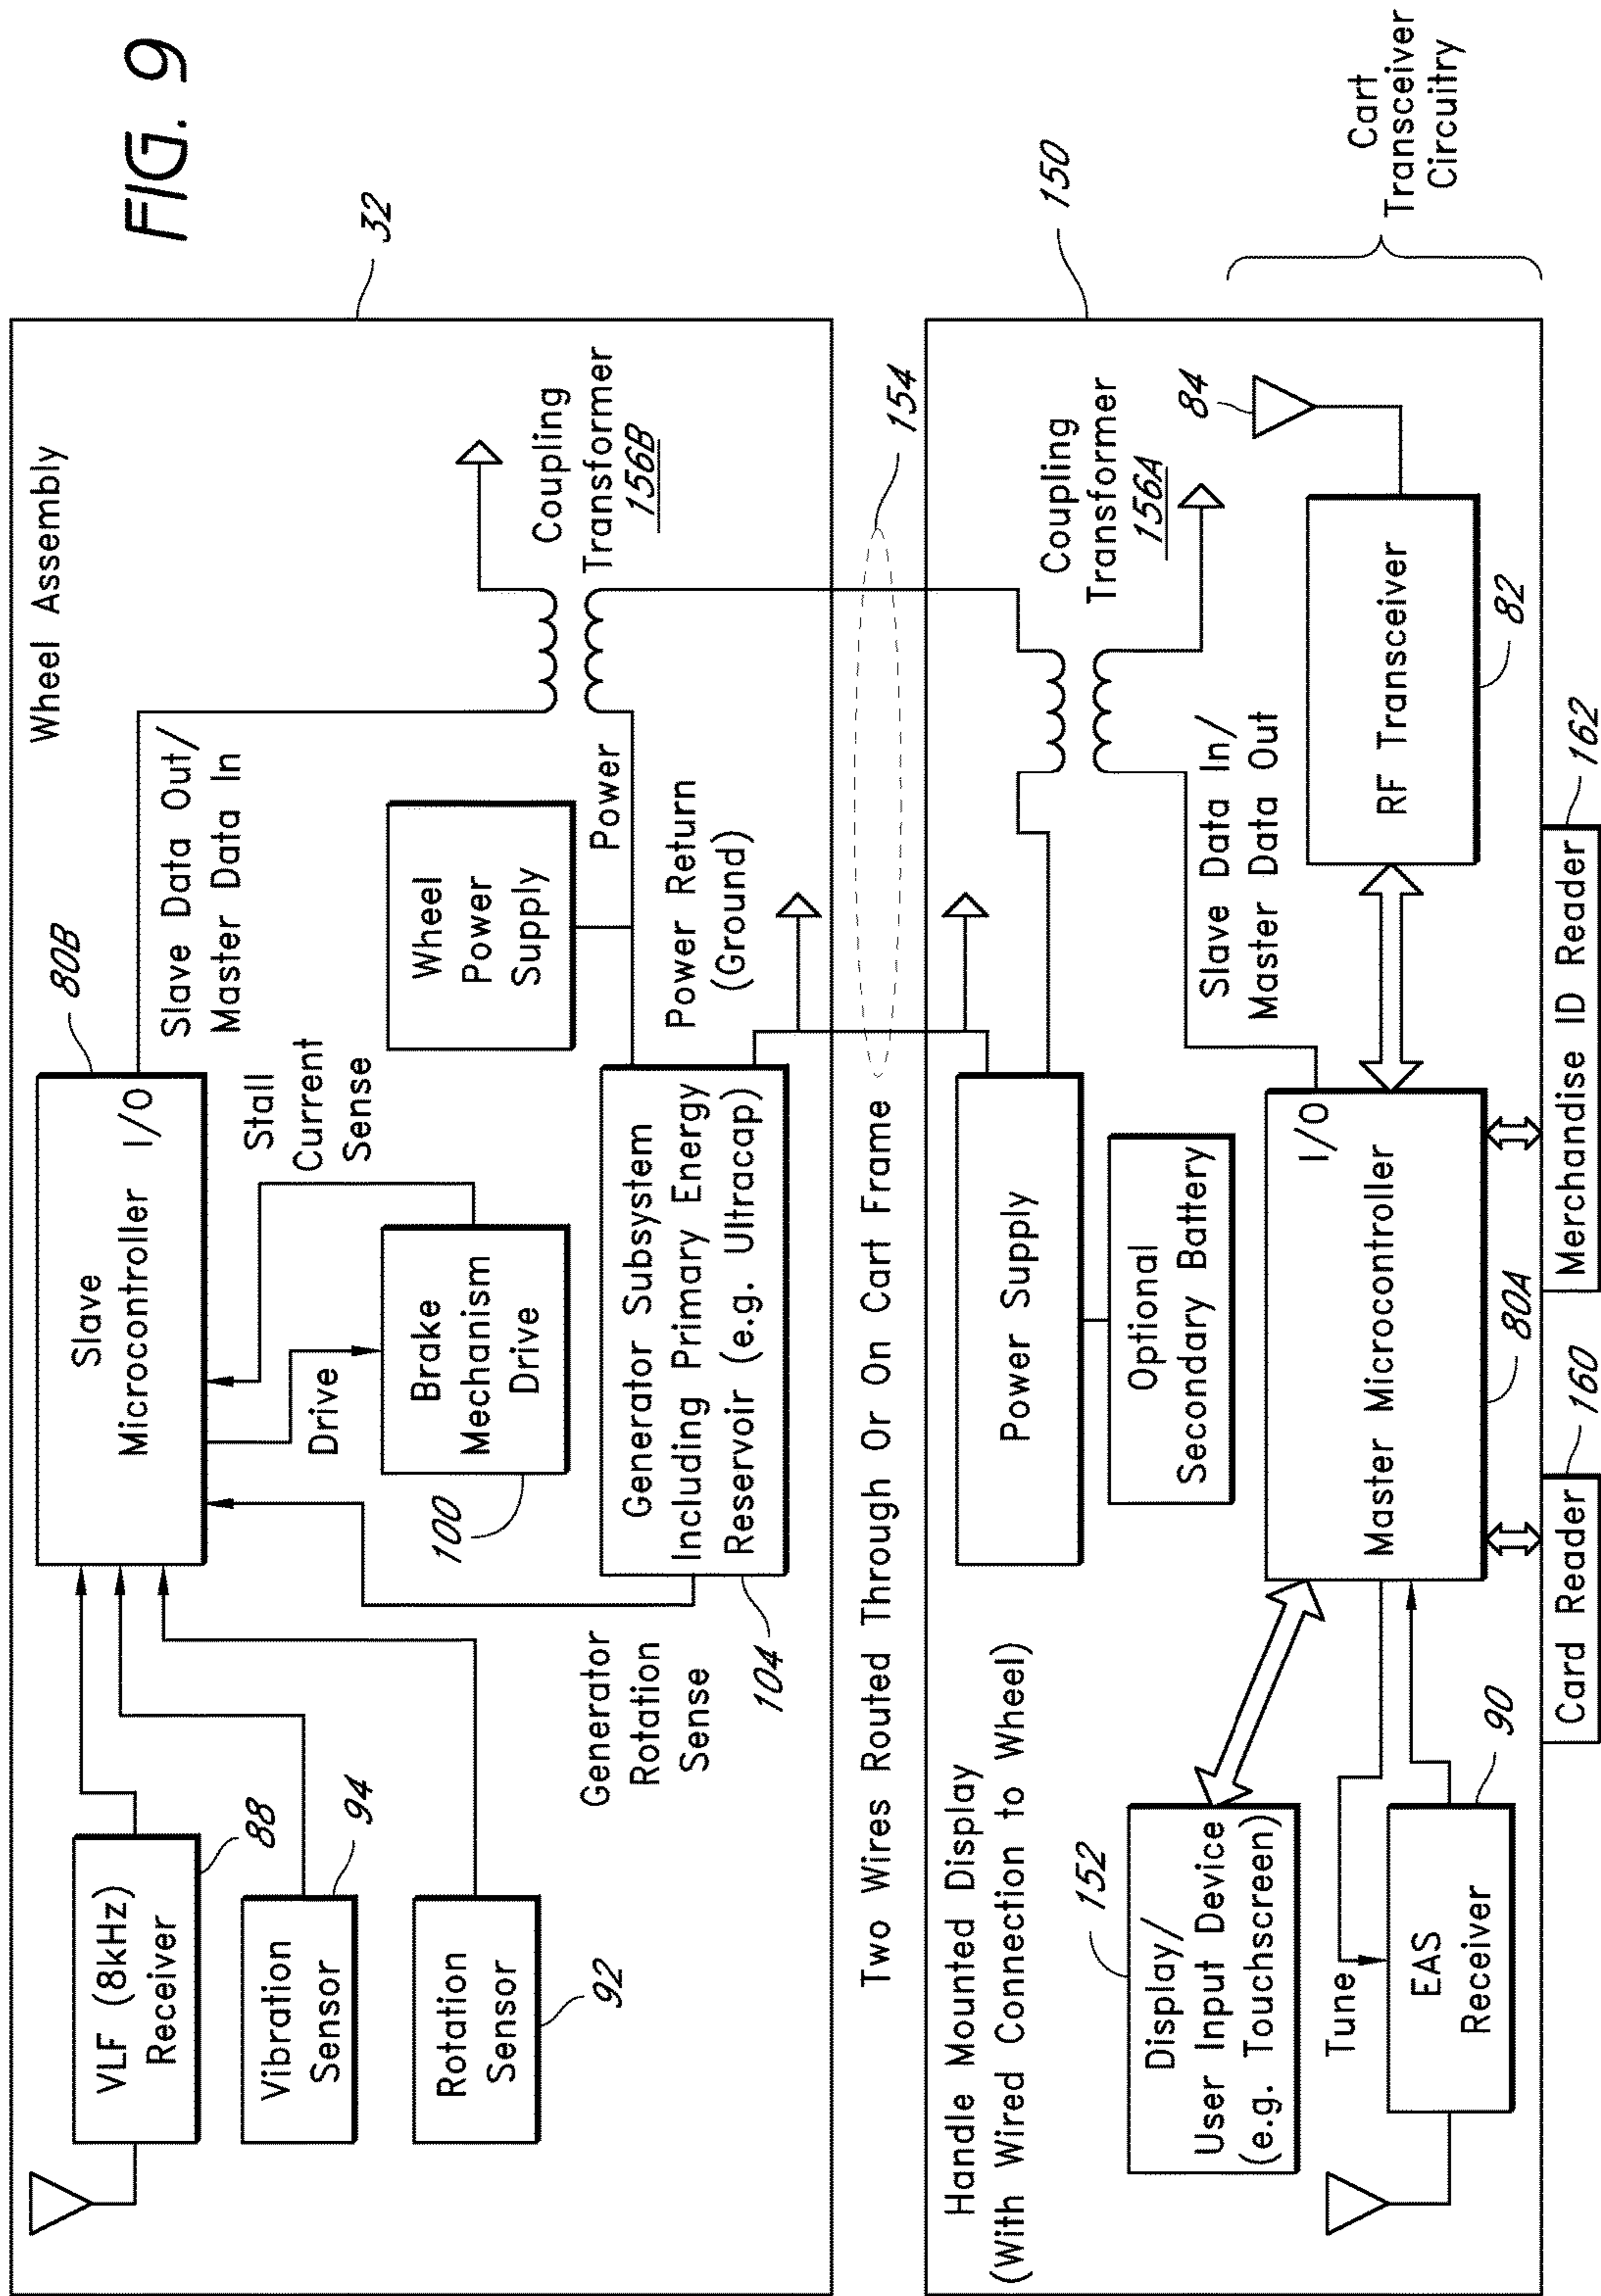 FIG. 9
Wheel Assembly
32
VLF (8kHz)
Receiver
88
Vibration
Sensor
94
Rotation
Sensor
92
Slave
Microcontroller
I/O
80B
Slave Data Out/
Master Data In
Stall
Current
Sense
Drive
Brake
Mechanism
Drive
100
Generator
Rotation
Sense
104
Generator Subsystem
Including Primary Energy
Reservoir (e.g. Ultracap)
Wheel
Power
Supply
Power
Power Return
(Ground)
Coupling
Transformer
156B
Two Wires Routed Through Or On Cart Frame
154
Handle Mounted Display
(With Wired Connection to Wheel)
150
Power Supply
Optional
Secondary Battery
Coupling
Transformer
156A
84
Slave Data In/
Master Data Out
RF Transceiver
82
Display/
User Input Device
(e.g. Touchscreen)
152
Tune
EAS
Receiver
90
I/O
Master Microcontroller
80A
Card Reader
160
Merchandise ID Reader
162
Cart
Transceiver
Circuitry